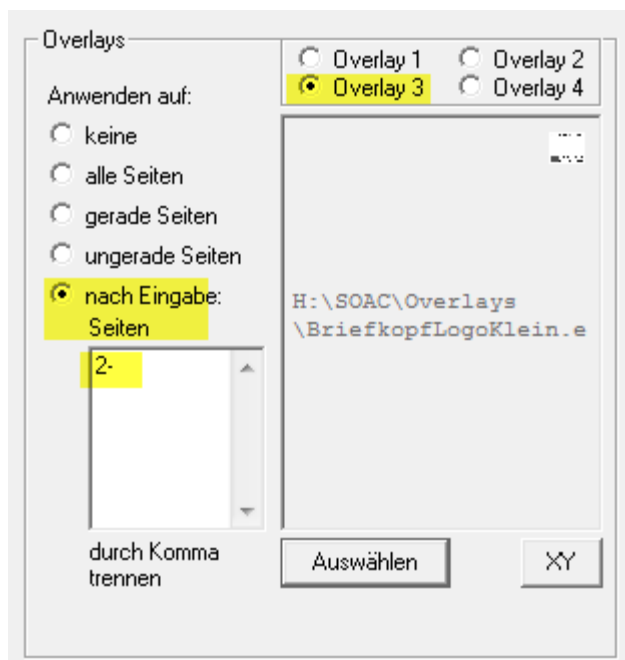 Overlays
Overlay 1
Overlay 2
Overlay 3
Overlay 4
Anwenden auf:
keine
alle Seiten
gerade Seiten
ungerade Seiten
nach Eingabe:
Seiten
2-
durch Komma
trennen
H:\SOAC\Overlays
\BriefkopfLogoKlein.e
Auswählen
XY